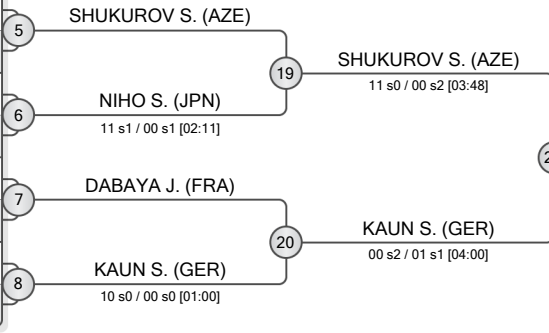 5
SHUKUROV S. (AZE)
19
SHUKUROV S. (AZE)
11 s0 / 00 s2 [03:48]
6
NIHO S. (JPN)
11 s1 / 00 s1 [02:11]
7
DABAYA J. (FRA)
20
KAUN S. (GER)
00 s2 / 01 s1 [04:00]
8
KAUN S. (GER)
10 s0 / 00 s0 [01:00]